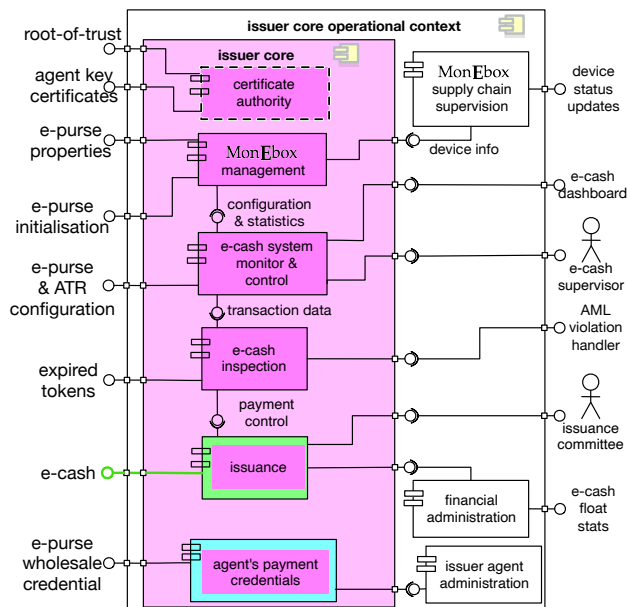 issuer core operational context
root-of-trust
issuer core
agent key
certificates
certificate
authority
MonEbox
supply chain
supervision
device
status
updates
e-purse
properties
MonEbox
management
device info
e-cash
dashboard
e-purse
initialisation
configuration
& statistics
e-cash system
monitor &
control
e-purse
& ATR
configuration
e-cash
supervisor
transaction data
AML
violation
handler
e-cash
inspection
expired
tokens
payment
control
issuance
committee
e-cash
issuance
financial
administration
e-cash
float
stats
e-purse
wholesale
credential
agent's payment
credentials
issuer agent
administration